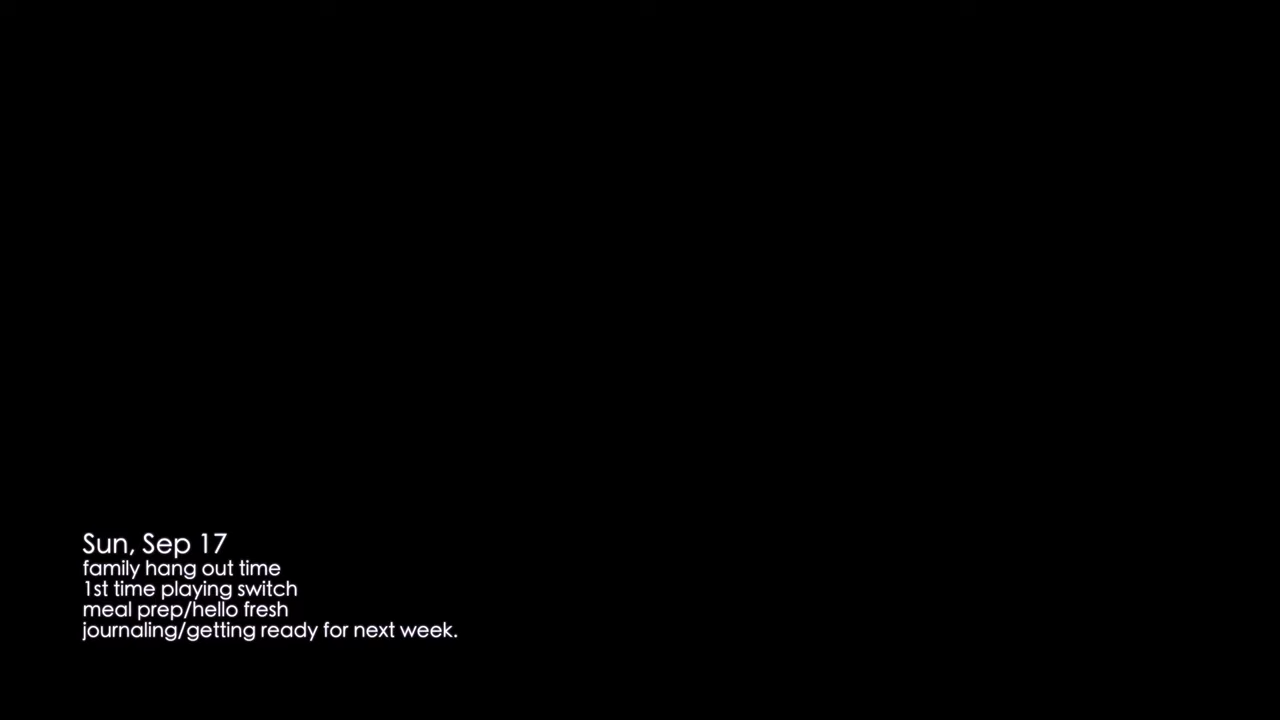 Sun, Sep 17
family hang out time
1st time playing switch
meal prep/hello fresh
journaling/getting ready for next week.